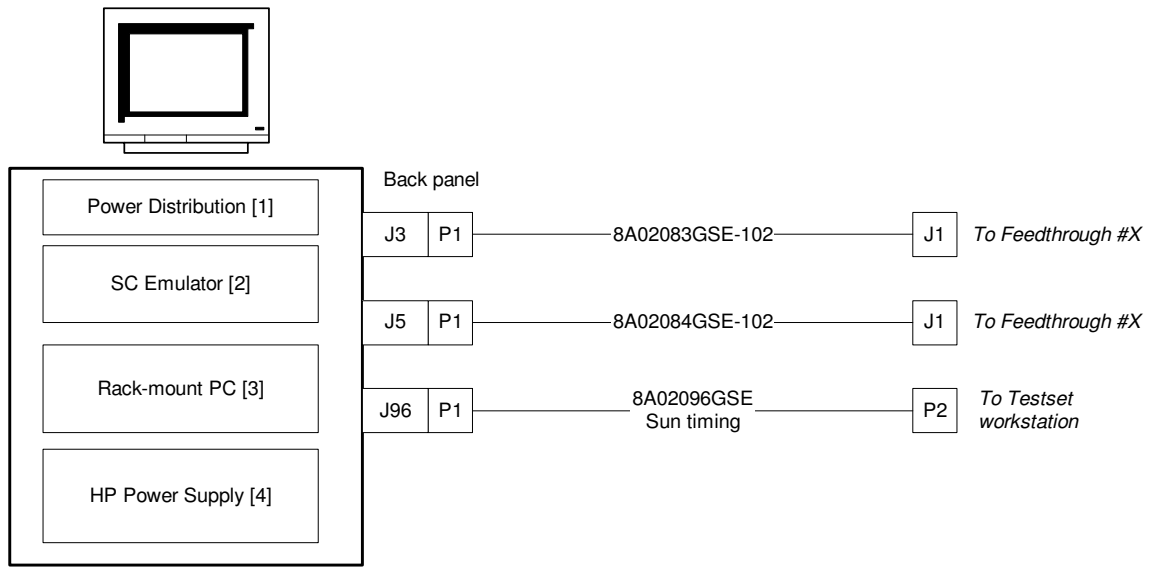 Back panel
Power Distribution [1]
J3 P1 8A02083GSE-102 J1 To Feedthrough #X
SC Emulator [2]
J5 P1 8A02084GSE-102 J1 To Feedthrough #X
Rack-mount PC [3]
J96 P1 8A02096GSE P2 To Testset
Sun timing workstation
HP Power Supply [4]